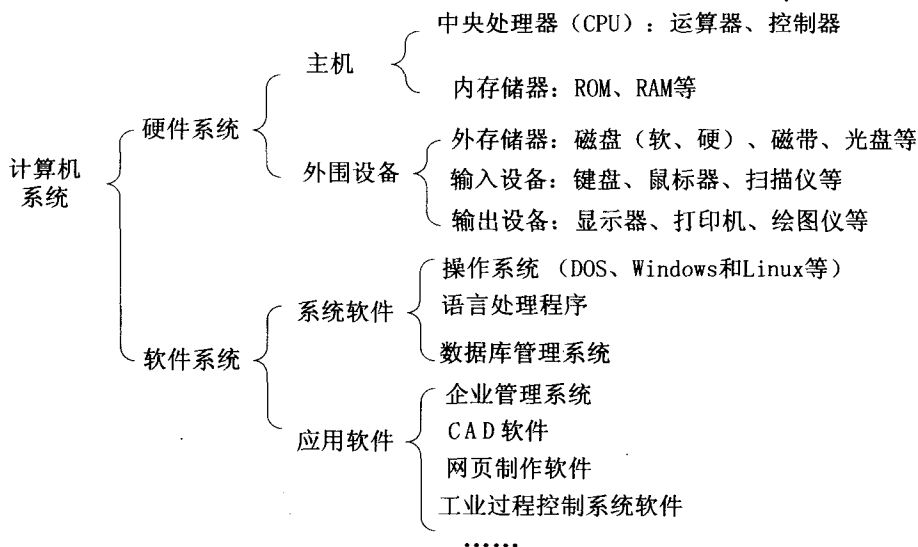 中央处理器（CPU）：运算器、控制器
主机
内存储器：ROM、RAM等
硬件系统
外存储器：磁盘（软、硬）、磁带、光盘等
计算机
系统
外围设备
输入设备：键盘、鼠标器、扫描仪等
输出设备：显示器、打印机、绘图仪等
操作系统 （DOS、Windows和Linux等）
系统软件
语言处理程序
软件系统
数据库管理系统
企业管理系统
应用软件
CAD软件
网页制作软件
工业过程控制系统软件
……